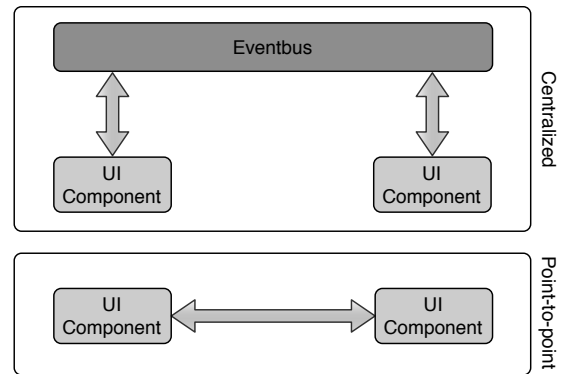 Eventbus
UI
Component
UI
Component
Centralized
UI
Component
UI
Component
Point-to-point